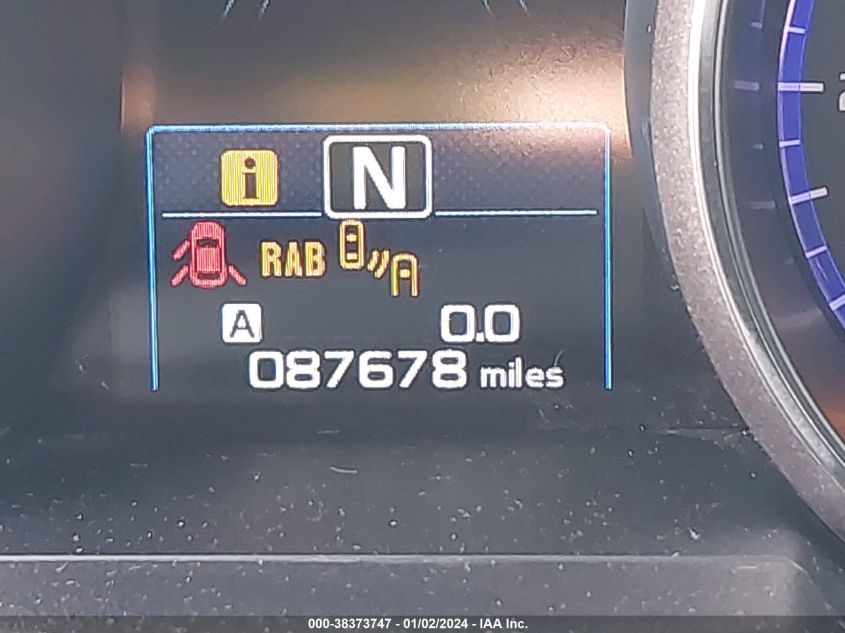 i N
RAB
A 0.0
087678 miles
000-38373747 - 01/02/2024 - IAA Inc.